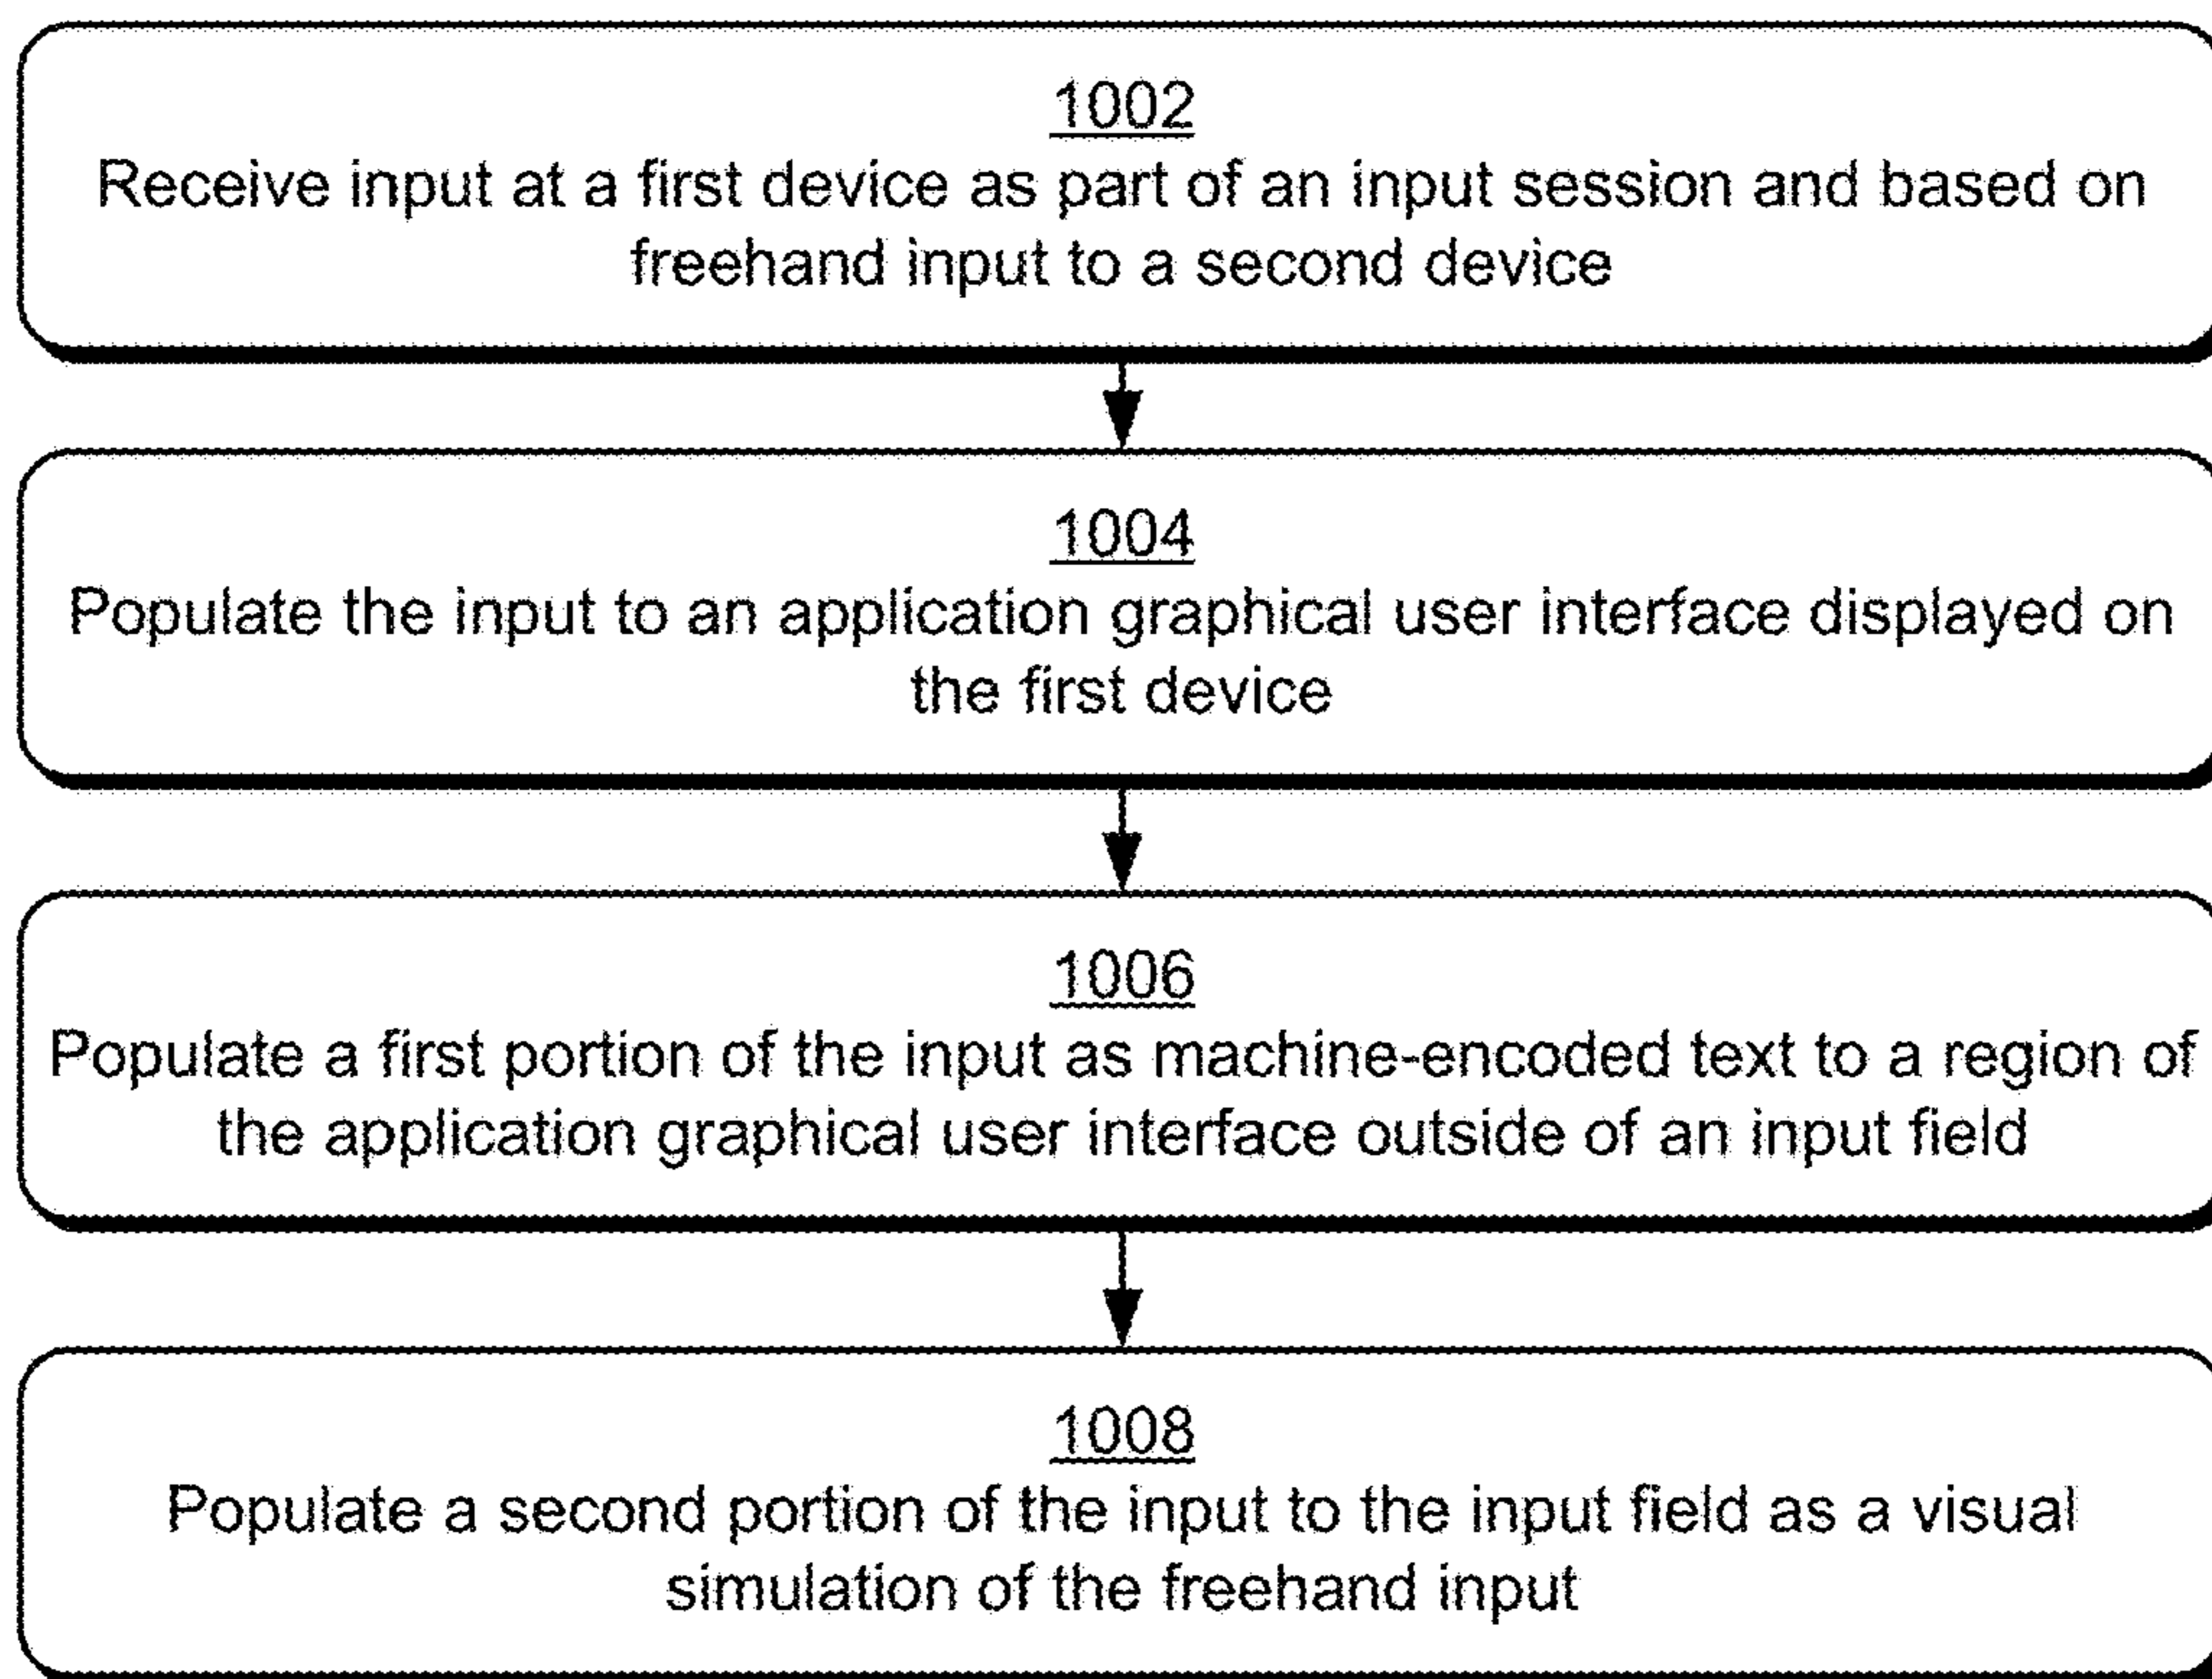 1002
Receive input at a first device as part of an input session and based on
freehand input to a second device
1004
Populate the input to an application graphical user interface displayed on
the first device
1006
Populate a first portion of the input as machine-encoded text to a region of
the application graphical user interface outside of an input field
1008
Populate a second portion of the input to the input field as a visual
simulation of the freehand input